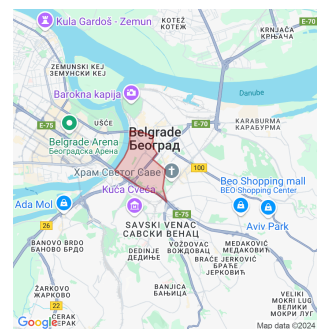 Kula Gardoš - Zemun
КОТЕЖ
КОТЕЖ
KRNJAČA
КРЊАЧА
ZEMUNSKI KEJ
ЗЕМУНСКИ КЕЈ
E-70
Barokna kapija
Danube
E-75
UŠĆE
E-70
KARABURMA
КАРАБУРМА
Belgrade
Београд
Belgrade Arena
Београдска Арена
100
Храм Светог Саве
Beo Shopping mall
BEO Shopping Center
Kuća Cveća
Ada Mol
E-75
Aviv Park
SAVSKI VENAC
САВСКИ ВЕНАЦ
BANOVO BRDO
БАНОВО БРДО
VOŽDOVAC
ВОЖДОВАЦ
MEDAKOVIĆ
МЕДАКОВИЋ
DEDINJE
ДЕДИЊЕ
BRAĆE JERKOVIĆ
БРАЋЕ
ЈЕРКОВИЋ
ŽARKOVO
ЖАРКОВО
BANJICA
БАЊИЦА
VELIKI
MOKRI LUG
ВЕЛИКИ
МОКРИ ЛУГ
22
CERAK
ЦЕРАК
Google
Map data ©2024